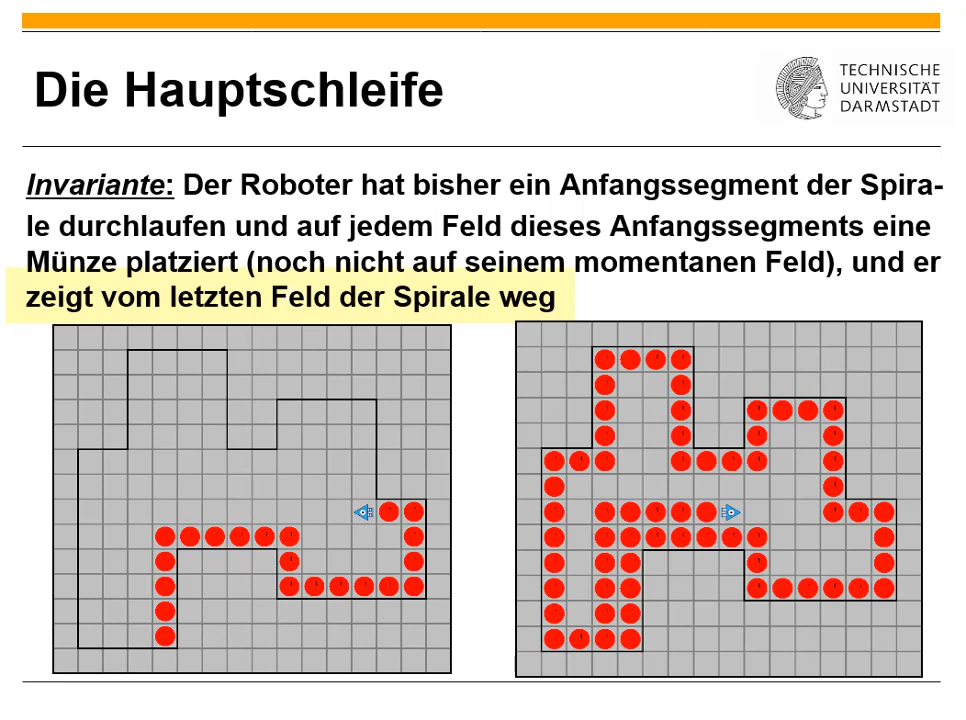 Die Hauptschleife
TECHNISCHE
UNIVERSITÄT
DARMSTADT
Invariante: Der Roboter hat bisher ein Anfangssegment der Spira-
le durchlaufen und auf jedem Feld dieses Anfangssegments eine
Münze platziert (noch nicht auf seinem momentanen Feld), und er
zeigt vom letzten Feld der Spirale weg